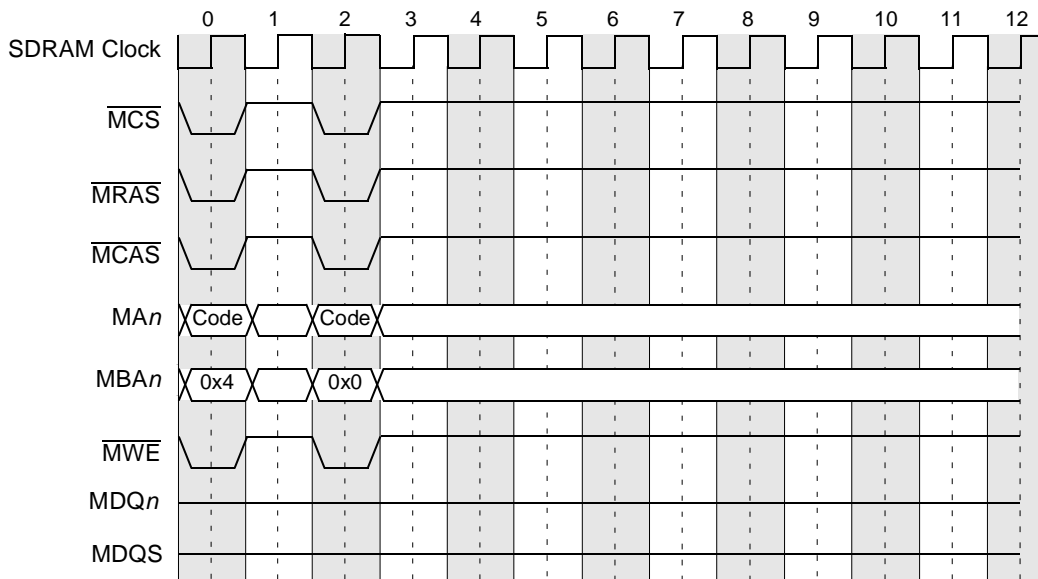 0 1 2 3 4 5 6 7 8 9 10 11 12
SDRAM Clock
MCS
MRAS
MCAS
MAn Code Code
MBAn 0x4 0x0
MWE
MDQn
MDQS